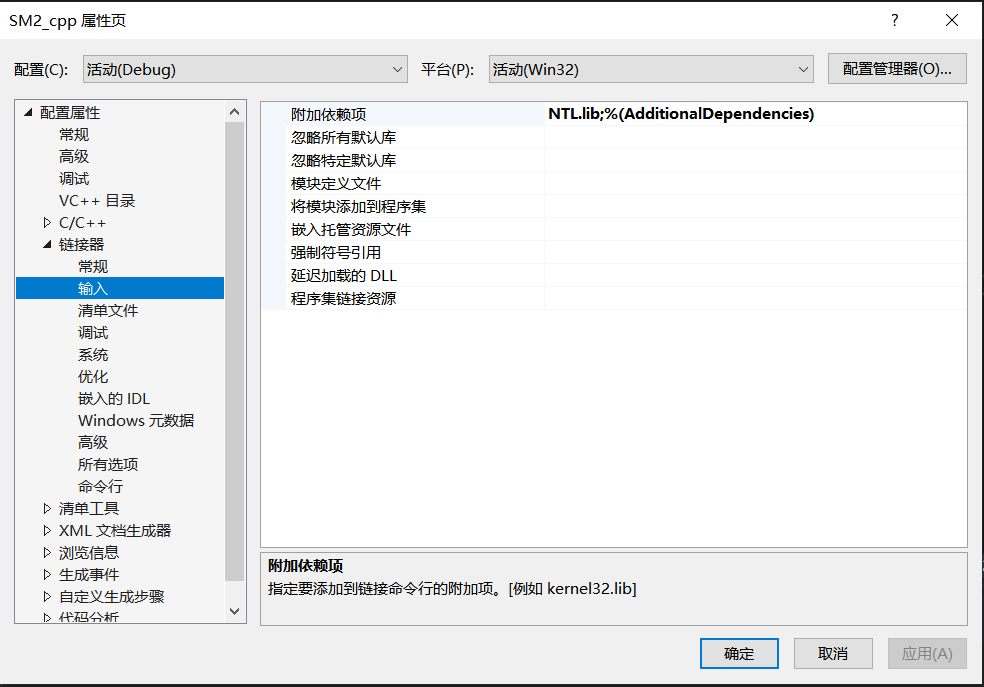 SM2_cpp 属性页
?
配置(C): 活动(Debug) 平台(P): 活动(Win32) 配置管理器(O)...
配置属性
常规
高级
调试
VC++ 目录
C/C++
链接器
常规
输入
清单文件
调试
系统
优化
嵌入的 IDL
Windows 元数据
高级
所有选项
命令行
清单工具
XML 文档生成器
浏览信息
生成事件
自定义生成步骤
代码分析
附加依赖项 NTL.lib;%(AdditionalDependencies)
忽略所有默认库
忽略特定默认库
模块定义文件
将模块添加到程序集
嵌入托管资源文件
强制符号引用
延迟加载的 DLL
程序集链接资源
附加依赖项
指定要添加到链接命令行的附加项。[例如 kernel32.lib]
确定 取消 应用(A)